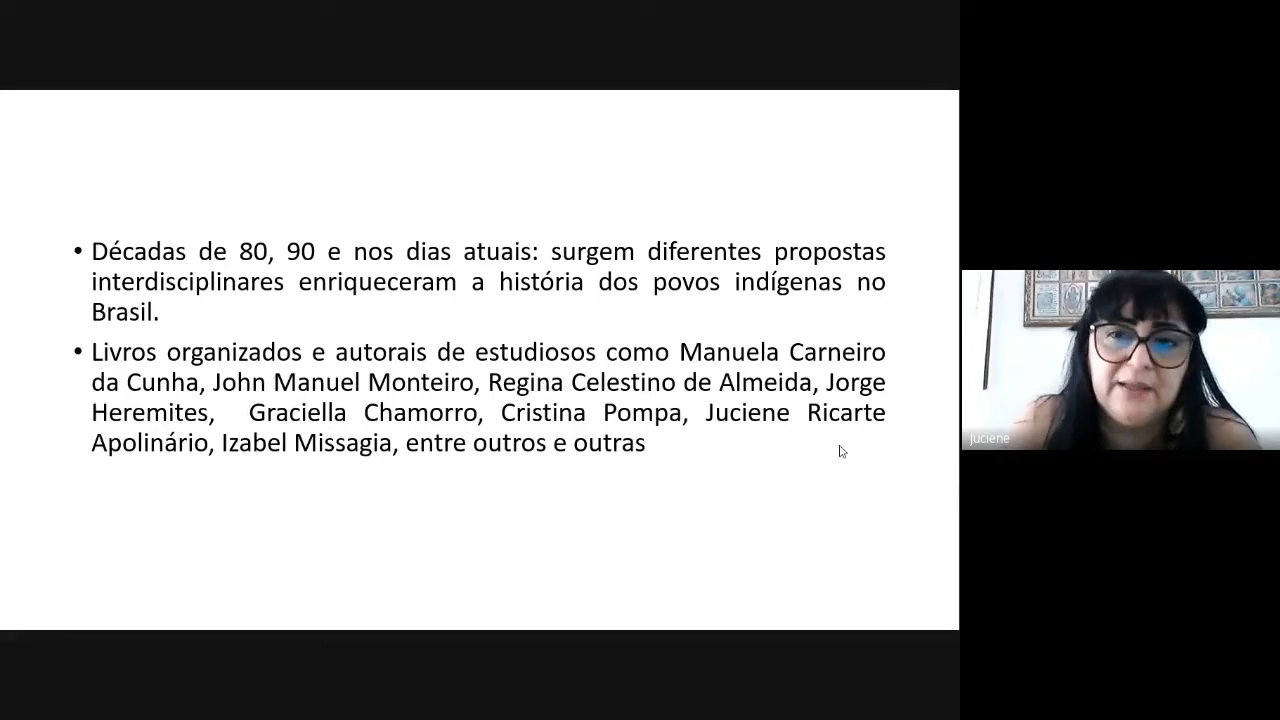 • Décadas de 80, 90 e nos dias atuais: surgem diferentes propostas
interdisciplinares enriqueceram a história dos povos indígenas no
Brasil.
• Livros organizados e autorais de estudiosos como Manuela Carneiro
da Cunha, John Manuel Monteiro, Regina Celestino de Almeida, Jorge
Heremites, Graciella Chamorro, Cristina Pompa, Juciene Ricarte
Apolinário, Izabel Missagia, entre outros e outras
Juciene